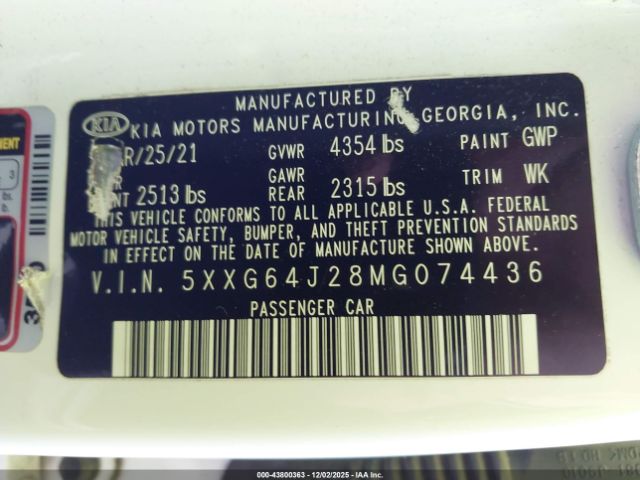 MANUFACTURED BY
KIA KIA MOTORS MANUFACTURING GEORGIA, INC.
R/25/21 GVWR 4354 lbs PAINT GWP
R GAWR TRIM WK
NT 2513 lbs REAR 2315 lbs
THIS VEHICLE CONFORMS TO ALL APPLICABLE U.S.A. FEDERAL
MOTOR VEHICLE SAFETY, BUMPER, AND THEFT PREVENTION STANDARDS
IN EFFECT ON THE DATE OF MANUFACTURE SHOWN ABOVE.
V.I.N. 5XXG64J28MG074436
PASSENGER CAR
000-43800363 - 12/02/2025 - IAA Inc.